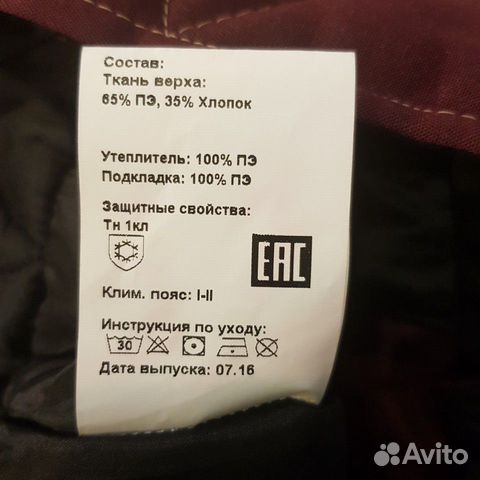 Состав:
Ткань верха:
65% ПЭ, 35% Хлопок
Утеплитель: 100% ПЭ
Подкладка: 100% ПЭ
Защитные свойства:
Тн 1кл
EAC
Клим. пояс: I-II
Инструкция по уходу:
30
Дата выпуска: 07.16
Avito